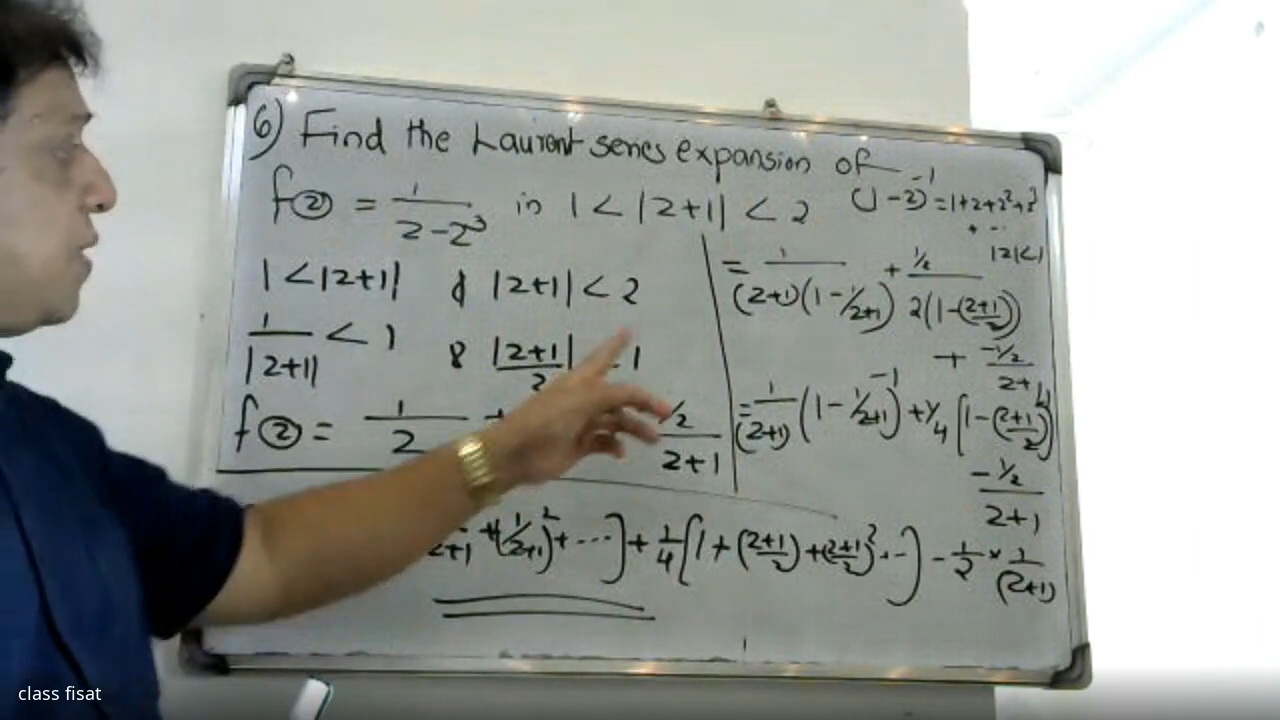 6) Find the Laurent series expansion of
f(z) = 1/(z-z³) in 1 < |z+1| < 2
(1-z)⁻¹ = 1+z+z²+z³
+ ...
|z|<1
1 < |z+1| & |z+1| < 2
1/|z+1| < 1 & |z+1|/2 1
f(z) = 1/z + 1/2/(z+1)
= 1/((z+1)(1-1/(z+1))) + 1/2/(2(1-((z+1)/2)))
+ -1/2/(z+1)
= 1/(z+1) (1-1/(z+1))⁻¹ + 1/4 [1-((z+1)/2)]
-1/2/(z+1)
z+1 + (1/(z+1))² + ...] + 1/4 [1+((z+1)/2)+((z+1)/2)²+..] - 1/2 × 1/(z+1)
class fisat